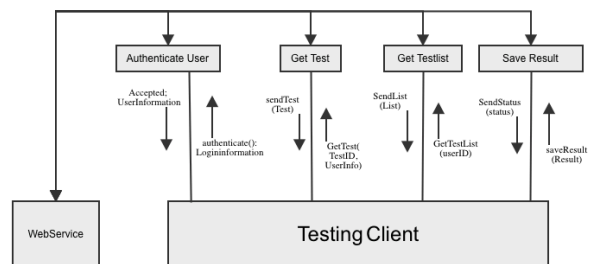 Authenticate User
Get Test
Get Testlist
Save Result
Accepted;
UserInformation
authenticate():
Logininformation
sendTest
(Test)
GetTest(
TestID,
UserInfo)
SendList
(List)
GetTestList
(userID)
SendStatus
(status)
saveResult
(Result)
WebService
Testing Client